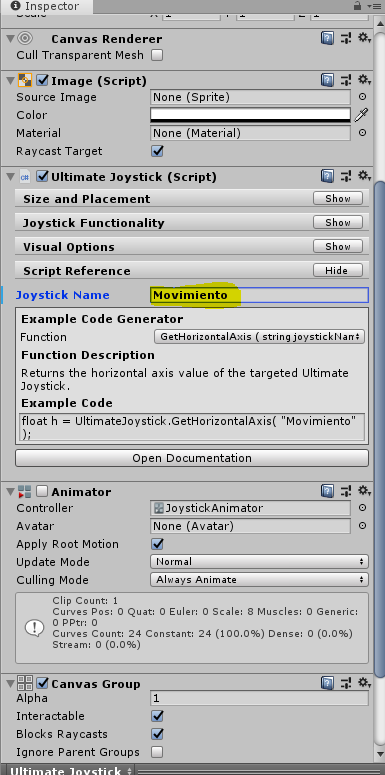 Inspector
Scale X 1 Y 1 Z 1
Canvas Renderer
Cull Transparent Mesh
Image (Script)
Source Image None (Sprite)
Color
Material None (Material)
Raycast Target
Ultimate Joystick (Script)
Size and Placement Show
Joystick Functionality Show
Visual Options Show
Script Reference Hide
Joystick Name Movimiento
Example Code Generator
Function GetHorizontalAxis ( string joystickNam
Function Description
Returns the horizontal axis value of the targeted Ultimate
Joystick.
Example Code
float h = UltimateJoystick.GetHorizontalAxis( "Movimiento"
);
Open Documentation
Animator
Controller JoystickAnimator
Avatar None (Avatar)
Apply Root Motion
Update Mode Normal
Culling Mode Always Animate
Clip Count: 1
Curves Pos: 0 Quat: 0 Euler: 0 Scale: 8 Muscles: 0 Generic:
0 PPtr: 0
Curves Count: 24 Constant: 24 (100.0%) Dense: 0 (0.0%)
Stream: 0 (0.0%)
Canvas Group
Alpha 1
Interactable
Blocks Raycasts
Ignore Parent Groups
Ultimate Joystick